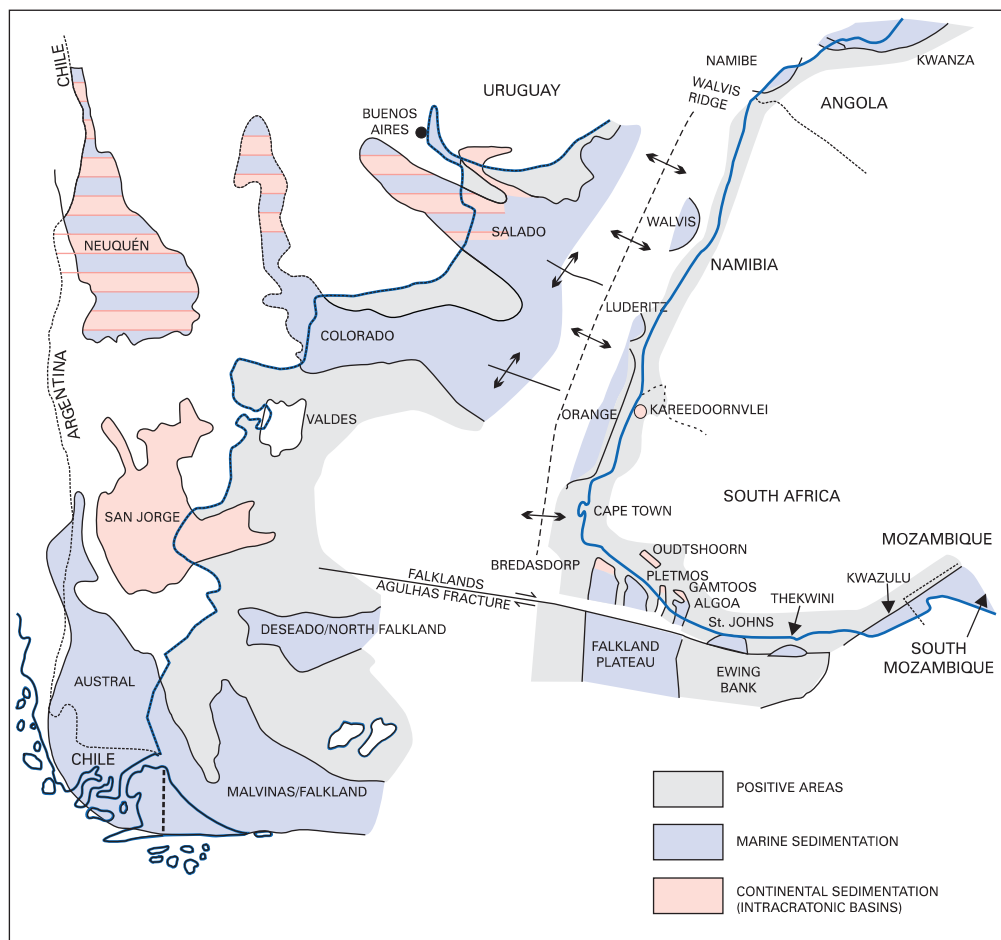 CHILE
NAMIBE
KWANZA
WALVIS
RIDGE
ANGOLA
URUGUAY
BUENOS
AIRES
WALVIS
SALADO
NEUQUÉN
NAMIBIA
LUDERITZ
COLORADO
ARGENTINA
VALDES
ORANGE
KAREEDOORNVLEI
SOUTH AFRICA
SAN JORGE
CAPE TOWN
MOZAMBIQUE
OUDTSHOORN
BREDASDORP
PLETMOS
FALKLANDS
AGULHAS FRACTURE
GAMTOOS
ALGOA
KWAZULU
THEKWINI
St. JOHNS
DESEADO/NORTH FALKLAND
FALKLAND
PLATEAU
SOUTH
MOZAMBIQUE
EWING
BANK
AUSTRAL
CHILE
MALVINAS/FALKLAND
POSITIVE AREAS
MARINE SEDIMENTATION
CONTINENTAL SEDIMENTATION
(INTRACRATONIC BASINS)